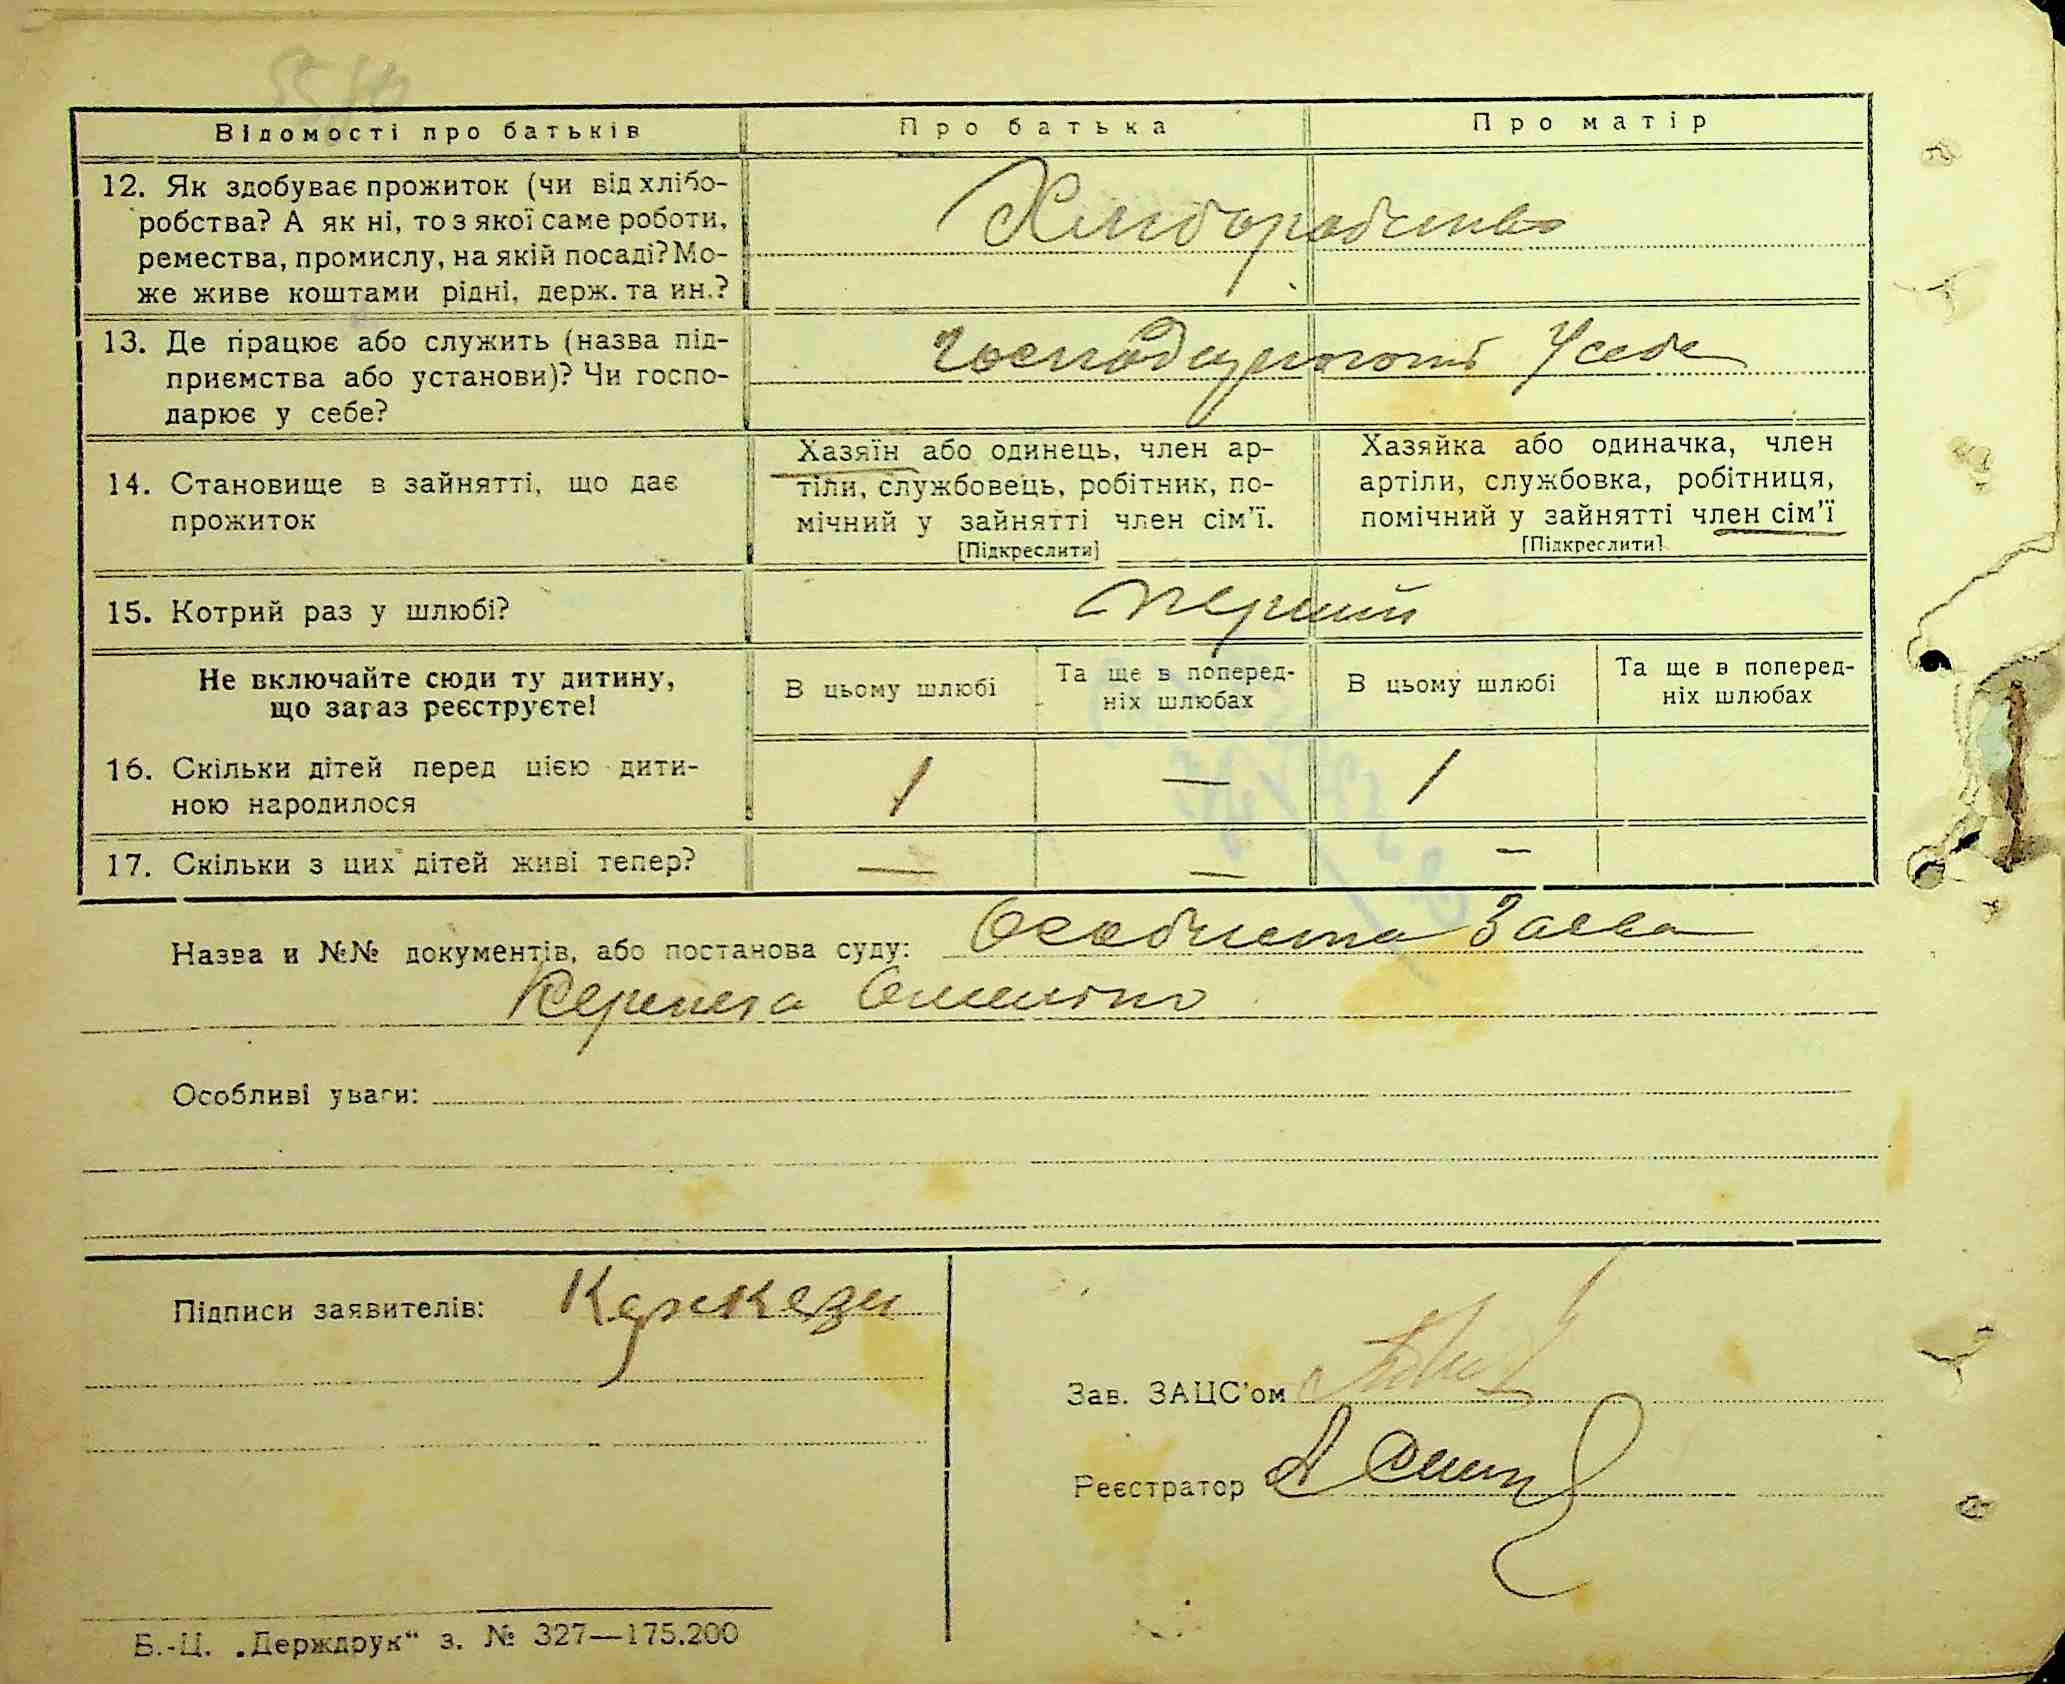 Відомості про батьків Про батька Про матір
12. Як здобуває прожиток (чи від хлібо-
робства? А як ні, то з якої саме роботи,
ремества, промислу, на якій посаді? Мо-
же живе коштами рідні, держ. та ин.?
Хліборобство
13. Де працює або служить (назва під-
приємства або установи)? Чи госпо-
дарює у себе?
Господарюють У себе
14. Становище в зайнятті, що дає
прожиток
Хазяїн або одинець, член ар-
тіли, службовець, робітник, по-
мічний у зайнятті член сім'ї.
[Підкреслити]
Хазяйка або одиначка, член
артіли, службовка, робітниця,
помічний у зайнятті член сім'ї
[Підкреслити]
15. Котрий раз у шлюбі? перший
Не включайте сюди ту дитину,
що зараз реєструєте!
В цьому шлюбі
Та ще в поперед-
ніх шлюбах
В цьому шлюбі
Та ще в поперед-
ніх шлюбах
16. Скільки дітей перед цією дити-
ною народилося
1 — 1
17. Скільки з цих дітей живі тепер? — — —
Назва и №№ документів, або постанова суду: Особиста Заява
Особливі уваги:
Підписи заявителів:
Зав. ЗАЦС'ом
Реєстратор
Б.-Ц. „Держдрук“ з. № 327—175.200